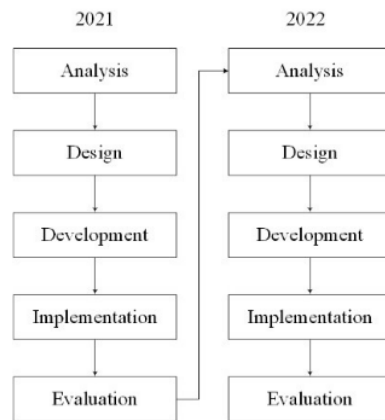 2021
Analysis
Design
Development
Implementation
Evaluation
2022
Analysis
Design
Development
Implementation
Evaluation